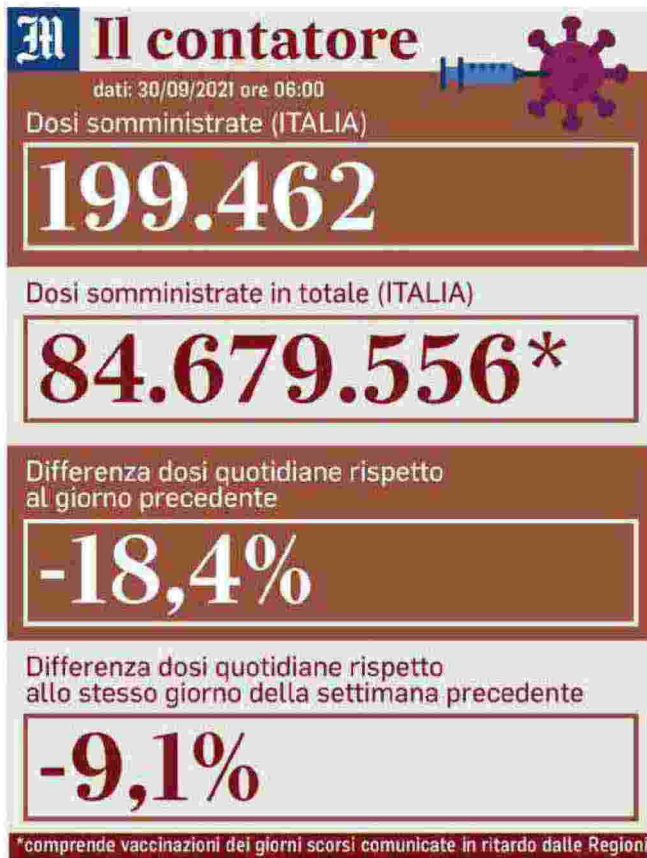 M Il contatore
dati: 30/09/2021 ore 06:00
Dosi somministrate (ITALIA)
199.462
Dosi somministrate in totale (ITALIA)
84.679.556*
Differenza dosi quotidiane rispetto
al giorno precedente
-18,4%
Differenza dosi quotidiane rispetto
allo stesso giorno della settimana precedente
-9,1%
*comprende vaccinazioni dei giorni scorsi comunicate in ritardo dalle Regioni